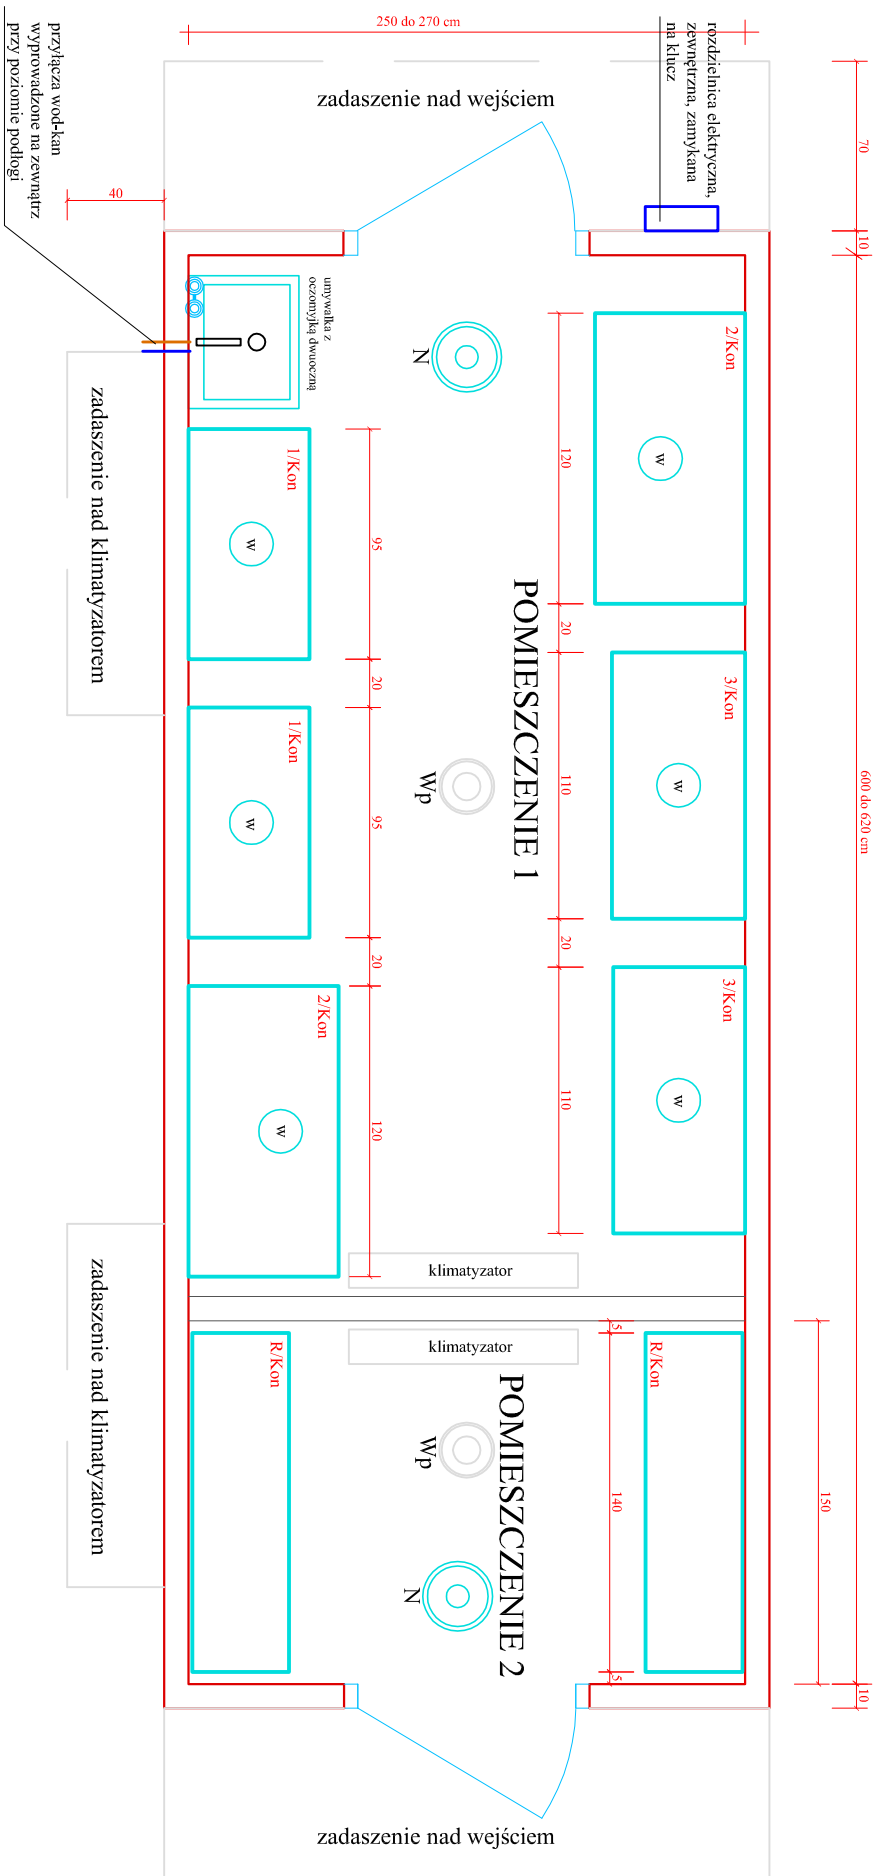 250 do 270 cm
przyłącza wod-kan
wyprowadzone na zewnątrz
przy poziomie podłogi
rozdzielnica elektryczna,
zewnętrzna, zamykana
na klucz
zadaszenie nad wejściem
70
40
10
umywalka z
oczomyjką dwuoczną
N
2/Kon
w
120
zadaszenie nad klimatyzatorem
1/Kon
w
95
20
20
POMIESZCZENIE 1
3/Kon
w
110
600 do 620 cm
1/Kon
w
95
Wp
20
20
2/Kon
w
120
3/Kon
w
110
klimatyzator
5
zadaszenie nad klimatyzatorem
klimatyzator
R/Kon
R/Kon
POMIESZCZENIE 2
Wp
N
140
150
5
10
zadaszenie nad wejściem